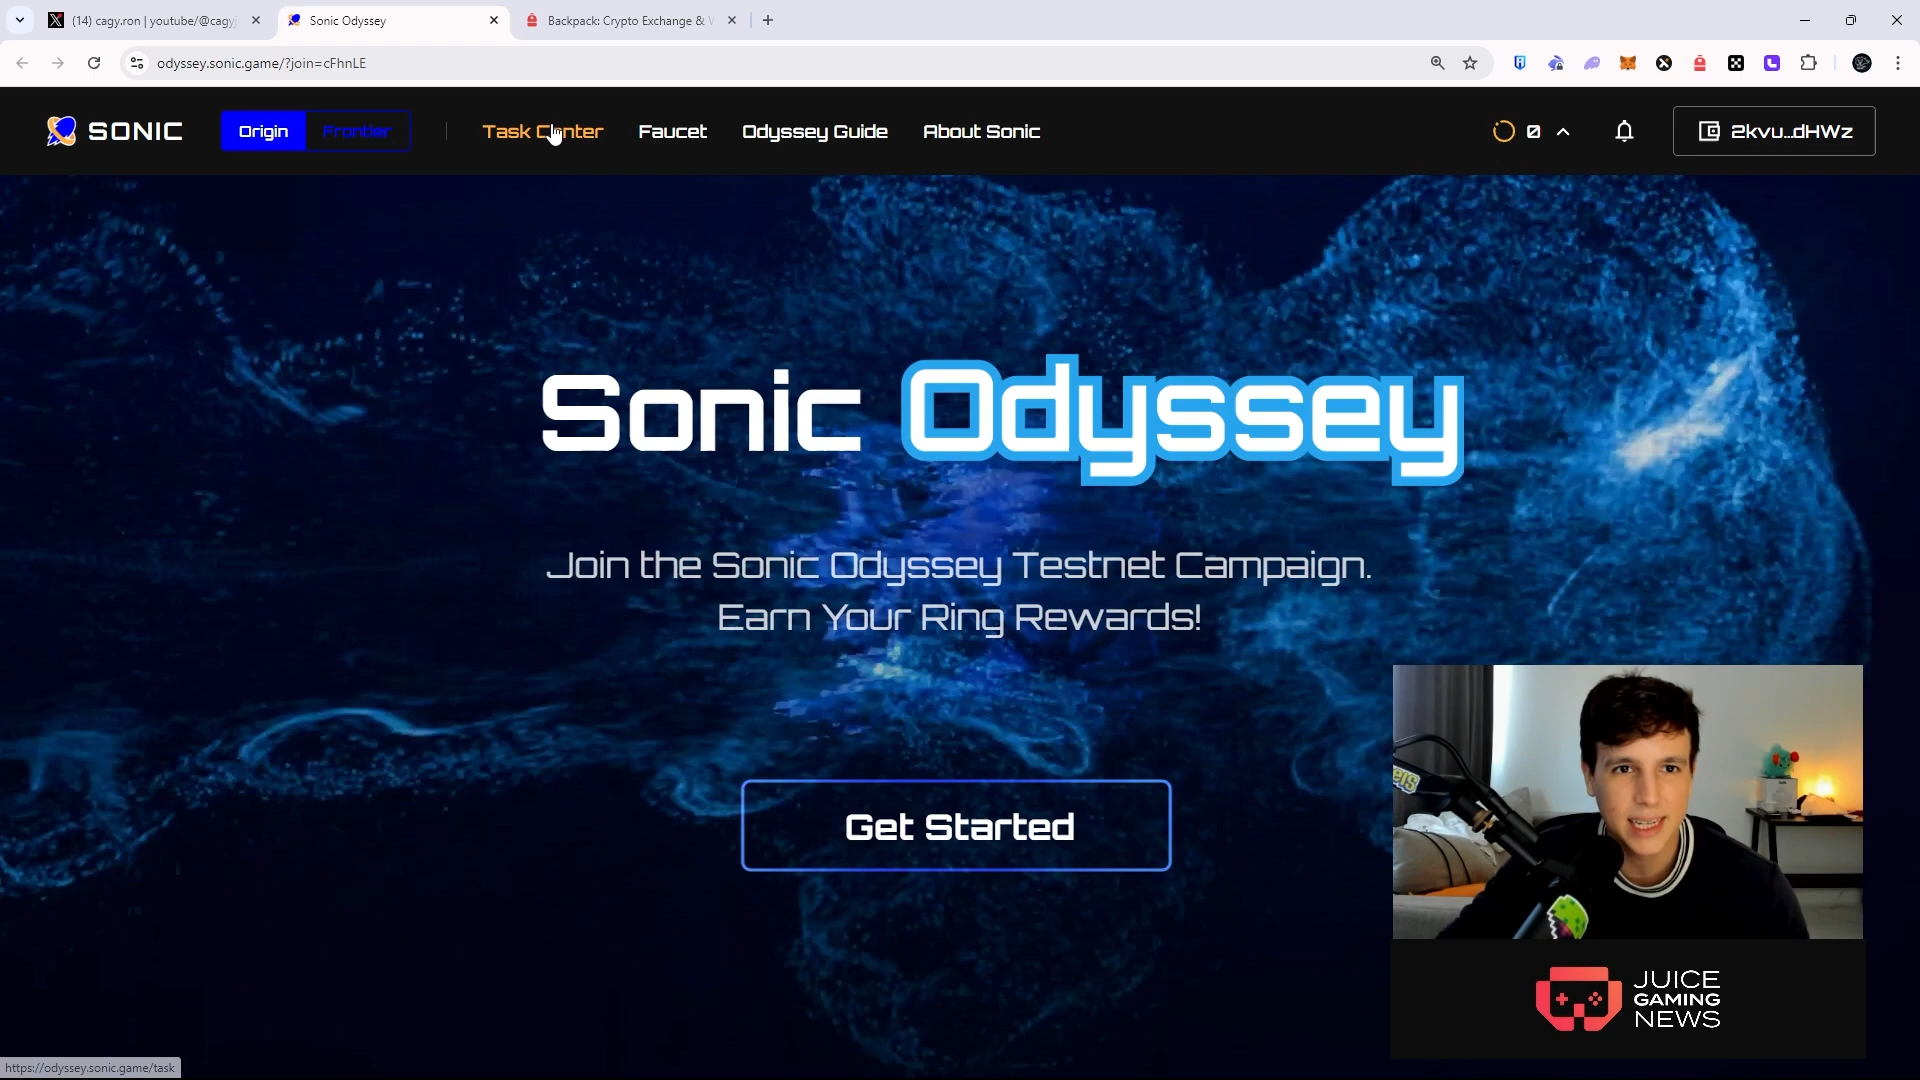 (14) cagy.ron | youtube/@cagyj
Sonic Odyssey
Backpack: Crypto Exchange & W
odyssey.sonic.game/?join=cFhnLE
SONIC
Origin
Frontier
Task Center
Faucet
Odyssey Guide
About Sonic
0
2kvu...dHWz
Sonic Odyssey
Join the Sonic Odyssey Testnet Campaign.
Earn Your Ring Rewards!
Get Started
JUICE
GAMING
NEWS
https://odyssey.sonic.game/task